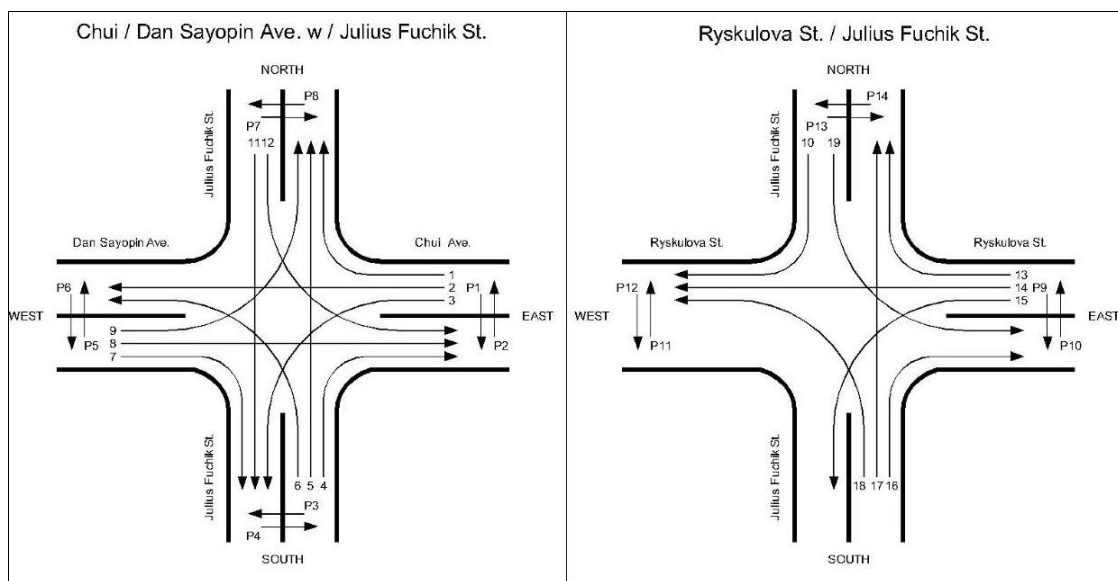 Chui / Dan Sayopin Ave. w / Julius Fuchik St.
NORTH
P8
P7
11 12
Julius Fuchik St.
Dan Sayopin Ave.
Chui Ave.
1
2
3
P6
P1
WEST
EAST
9
8
7
P5
P2
Julius Fuchik St.
6 5 4
P3
P4
SOUTH
Ryskulova St. / Julius Fuchik St.
NORTH
P14
P13
10 19
Julius Fuchik St.
Ryskulova St.
Ryskulova St.
13
14
15
P12
P9
WEST
EAST
P11
P10
Julius Fuchik St.
18 17 16
SOUTH